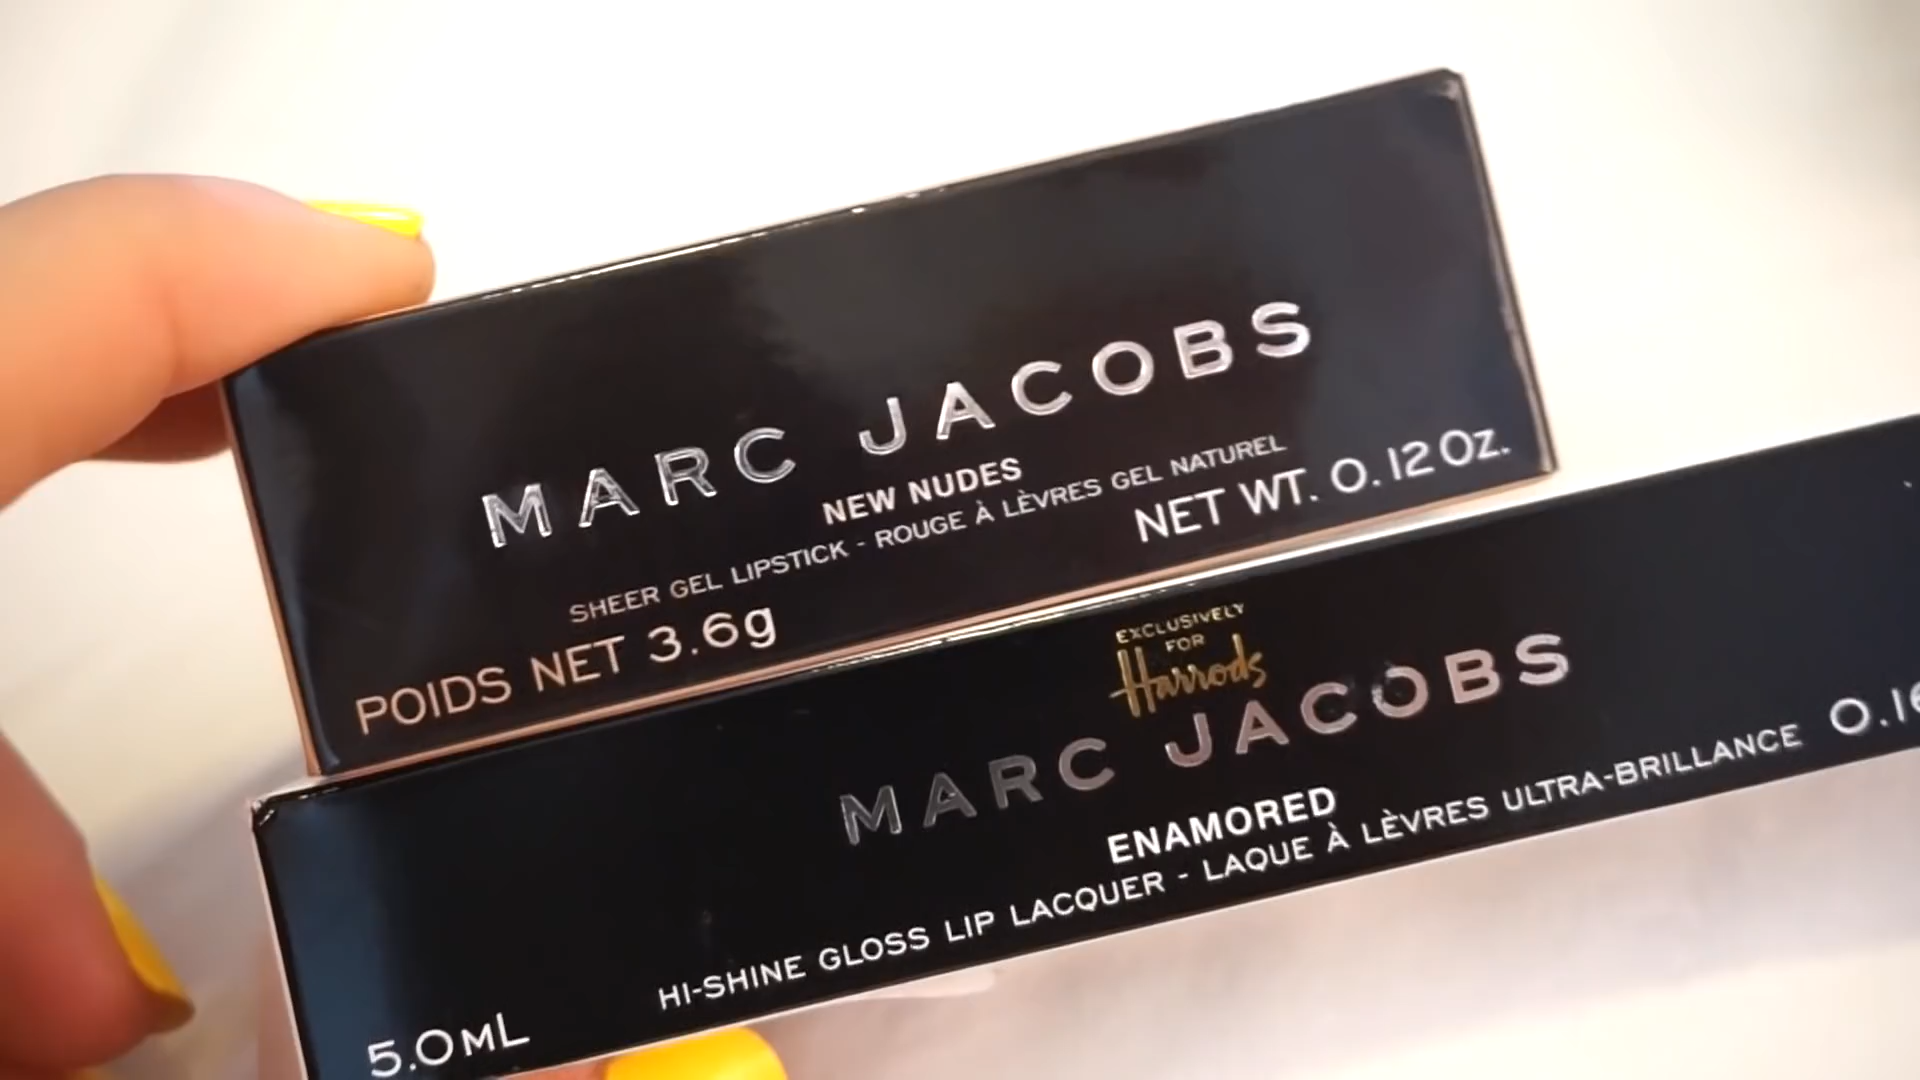 MARC JACOBS
NEW NUDES
SHEER GEL LIPSTICK - ROUGE À LÈVRES GEL NATUREL
POIDS NET 3.6g NET WT. 0.12 Oz.
EXCLUSIVELY
FOR
Harrods
MARC JACOBS
ENAMORED
HI-SHINE GLOSS LIP LACQUER - LAQUE À LÈVRES ULTRA-BRILLANCE
5.0mL